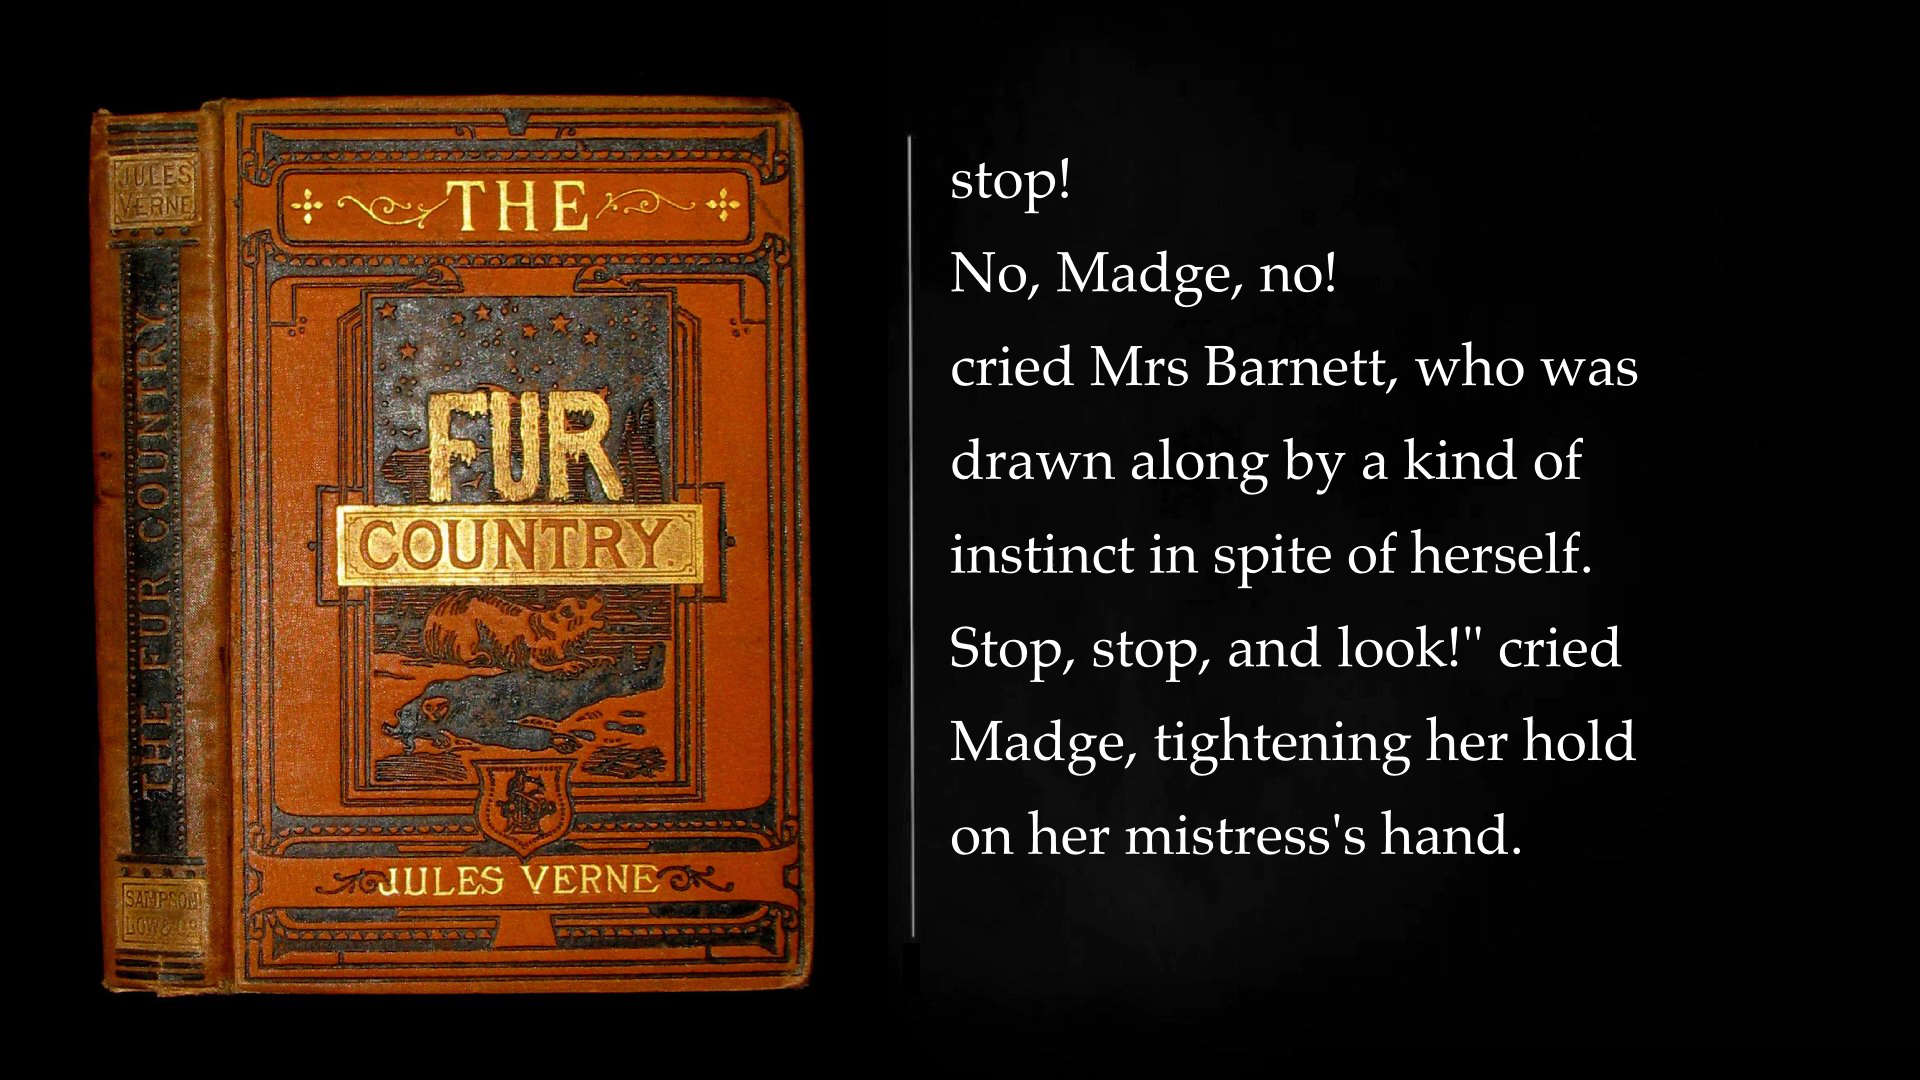 JULES
VERNE
THE FUR COUNTRY.
SAMPSON
LOW & Co
THE
FUR
COUNTRY.
JULES VERNE
stop!
No, Madge, no!
cried Mrs Barnett, who was
drawn along by a kind of
instinct in spite of herself.
Stop, stop, and look!" cried
Madge, tightening her hold
on her mistress's hand.